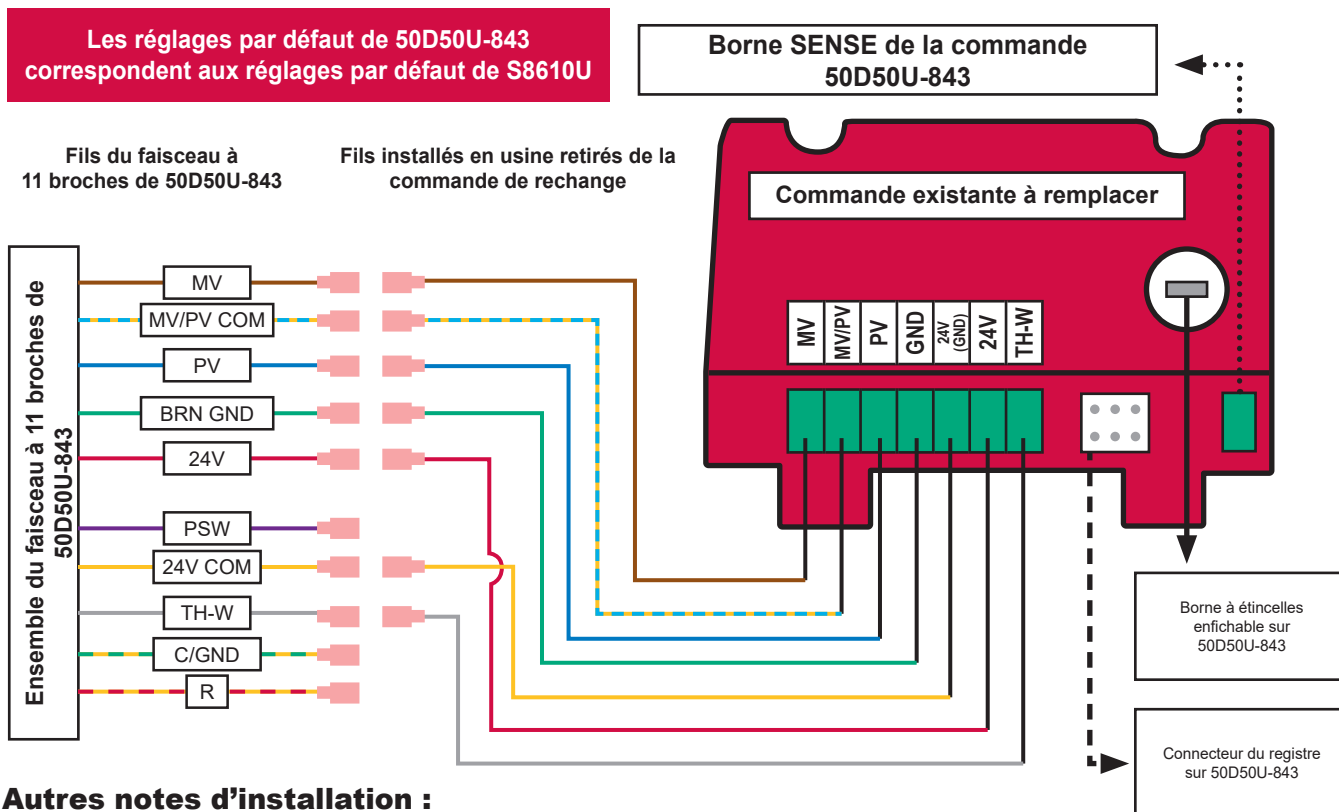 Les réglages par défaut de 50D50U-843
correspondent aux réglages par défaut de S8610U
Borne SENSE de la commande
50D50U-843
Fils du faisceau à
11 broches de 50D50U-843
Fils installés en usine retirés de la
commande de rechange
Commande existante à remplacer
Ensemble du faisceau à 11 broches de
50D50U-843
MV
MV/PV COM
PV
BRN GND
24V
PSW
24V COM
TH-W
C/GND
R
MV
MV/PV
PV
GND
24V
(GND)
24V
TH-W
Borne à étincelles
enfichable sur
50D50U-843
Connecteur du registre
sur 50D50U-843
Autres notes d’installation :